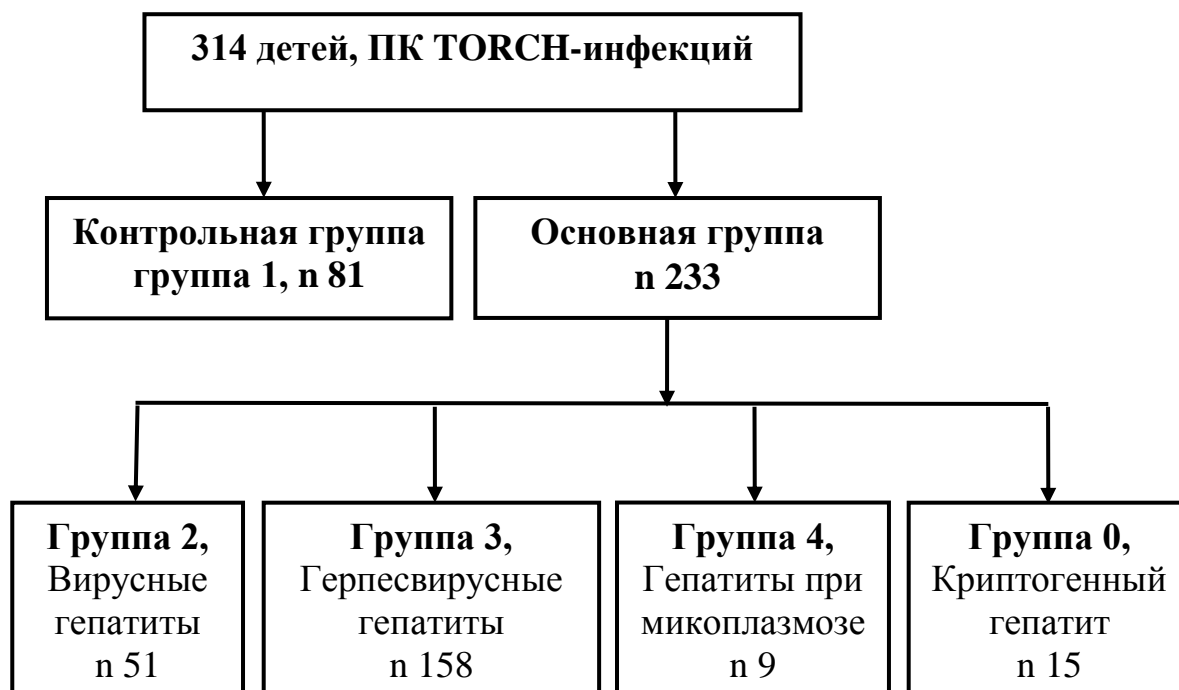 314 детей, ПК TORCH-инфекций
Контрольная группа
группа 1, n 81
Основная группа
n 233
Группа 2,
Вирусные
гепатиты
n 51
Группа 3,
Герпесвирусные
гепатиты
n 158
Группа 4,
Гепатиты при
микоплазмозе
n 9
Группа 0,
Криптогенный
гепатит
n 15